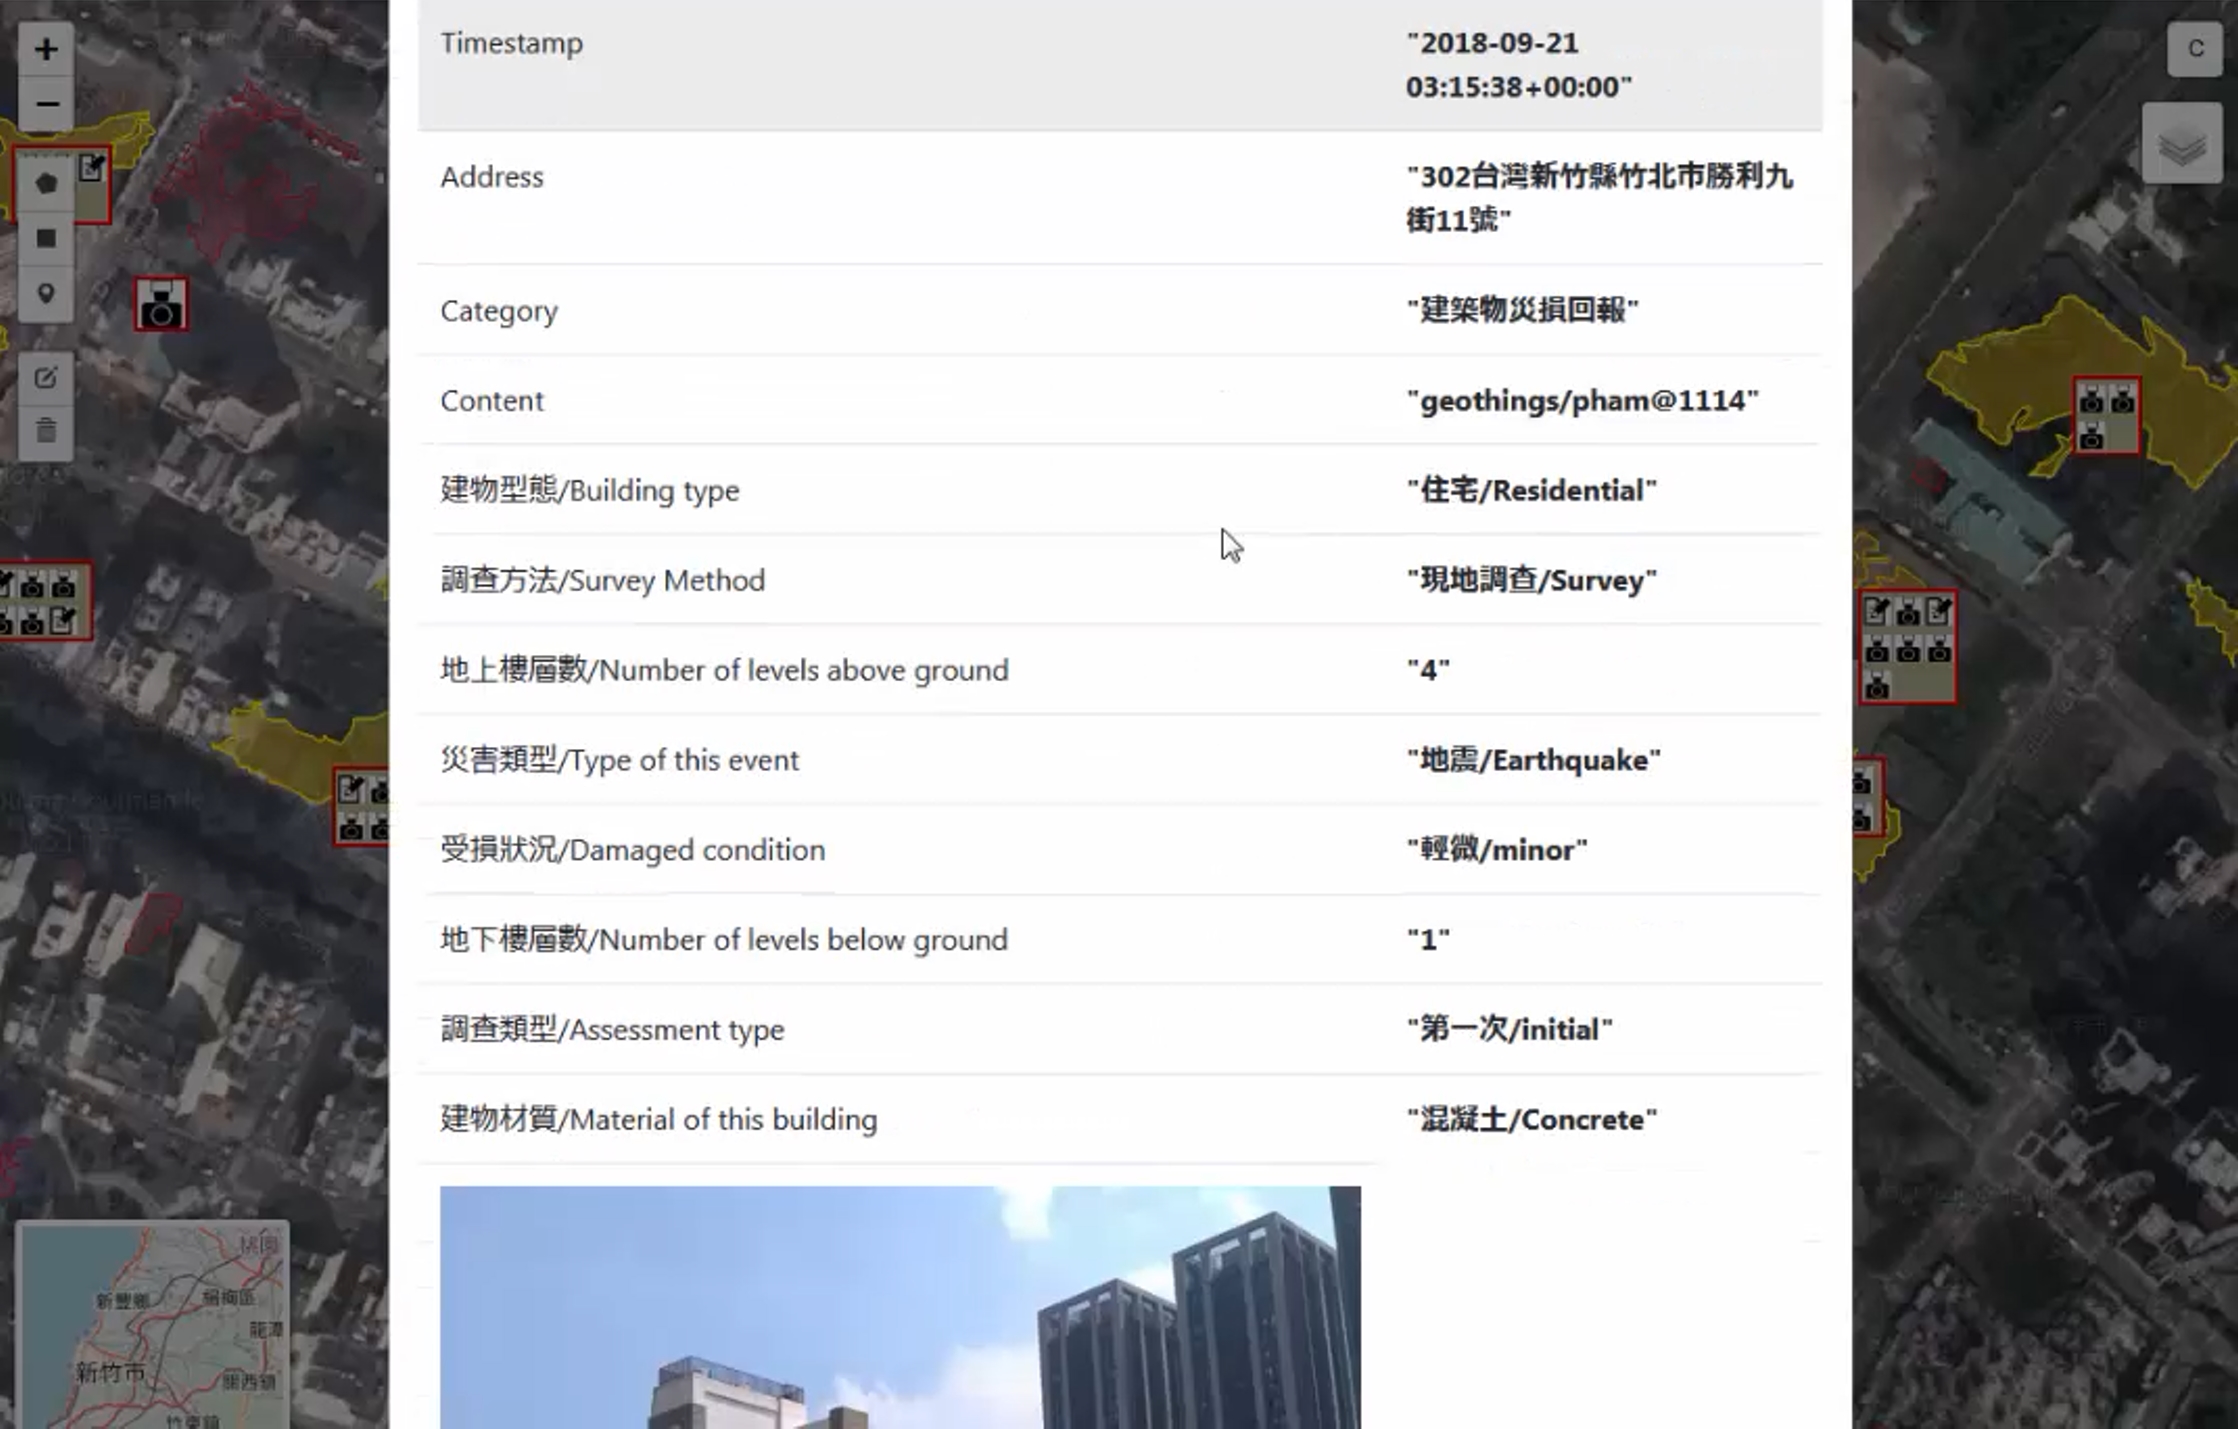 +
−
C
Timestamp
"2018-09-21
03:15:38+00:00"
Address
"302台灣新竹縣竹北市勝利九
街11號"
Category
"建築物災損回報"
Content
"geothings/pham@1114"
建物型態/Building type
"住宅/Residential"
調查方法/Survey Method
"現地調查/Survey"
地上樓層數/Number of levels above ground
"4"
災害類型/Type of this event
"地震/Earthquake"
受損狀況/Damaged condition
"輕微/minor"
地下樓層數/Number of levels below ground
"1"
調查類型/Assessment type
"第一次/initial"
建物材質/Material of this building
"混凝土/Concrete"
桃園
新豐鄉
楊梅區
龍潭
新竹市
關西鎮
竹東鎮